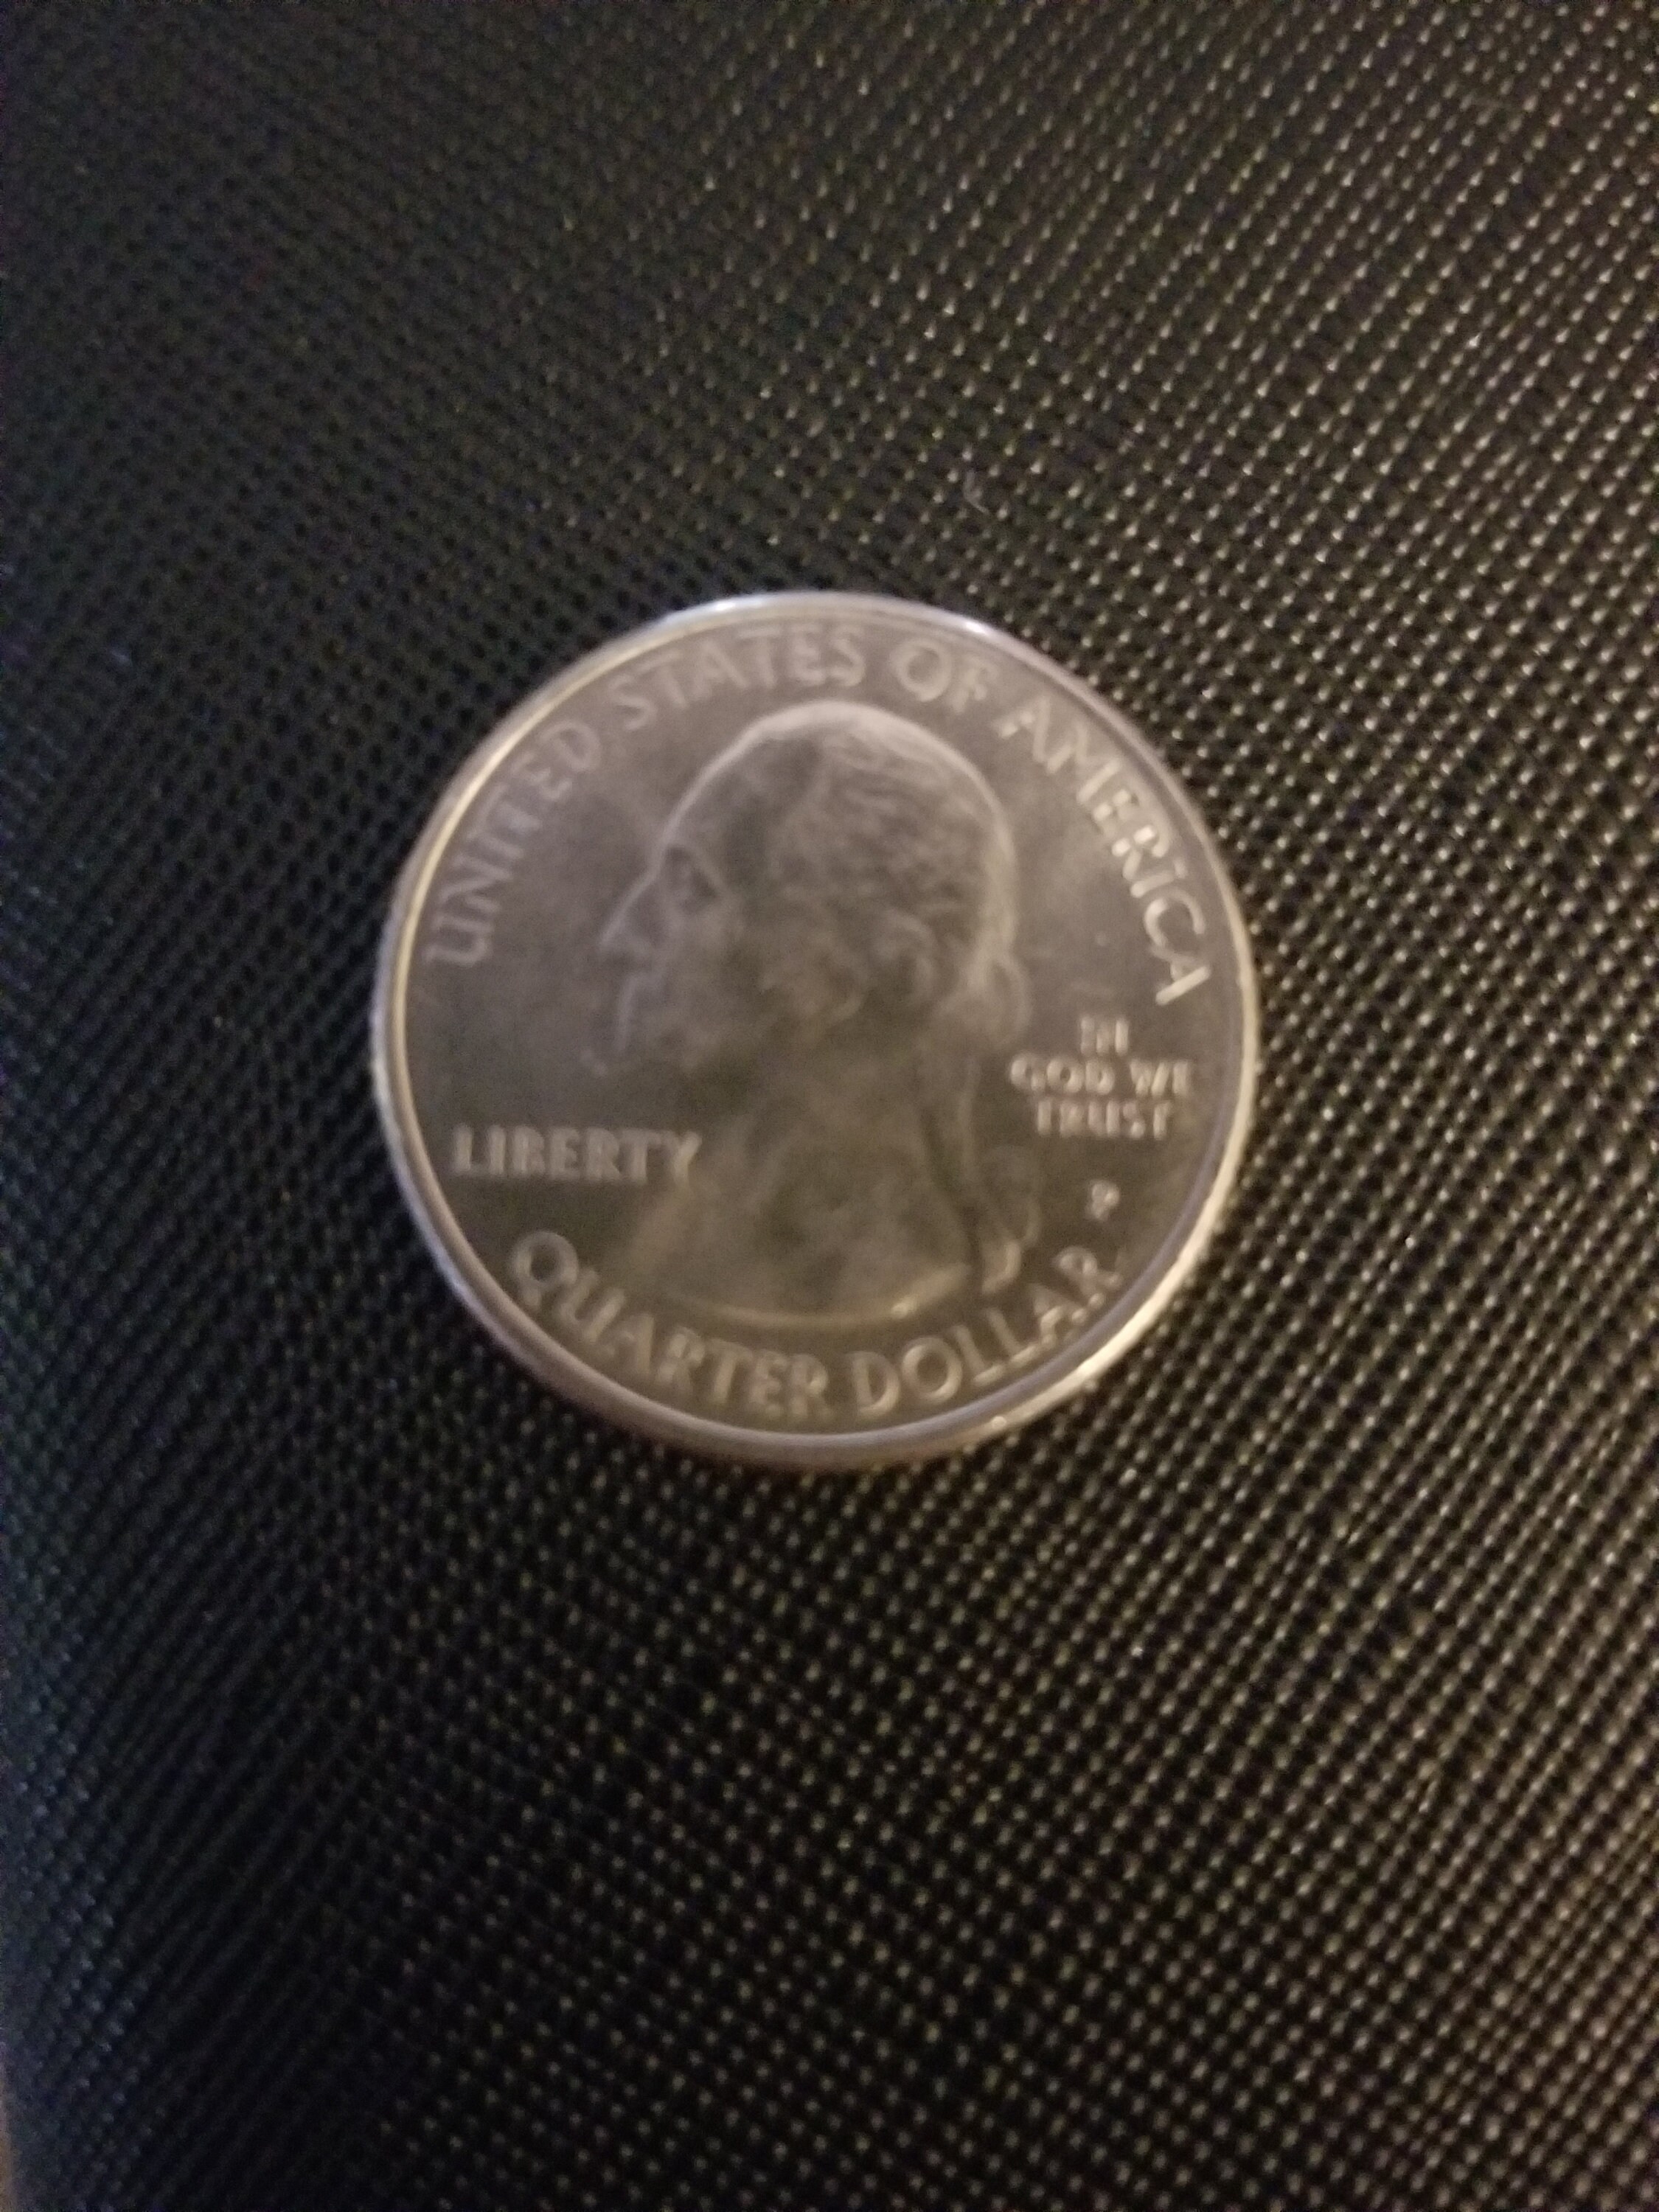 UNITED STATES OF AMERICA
IN
GOD WE
TRUST
LIBERTY
P
QUARTER DOLLAR